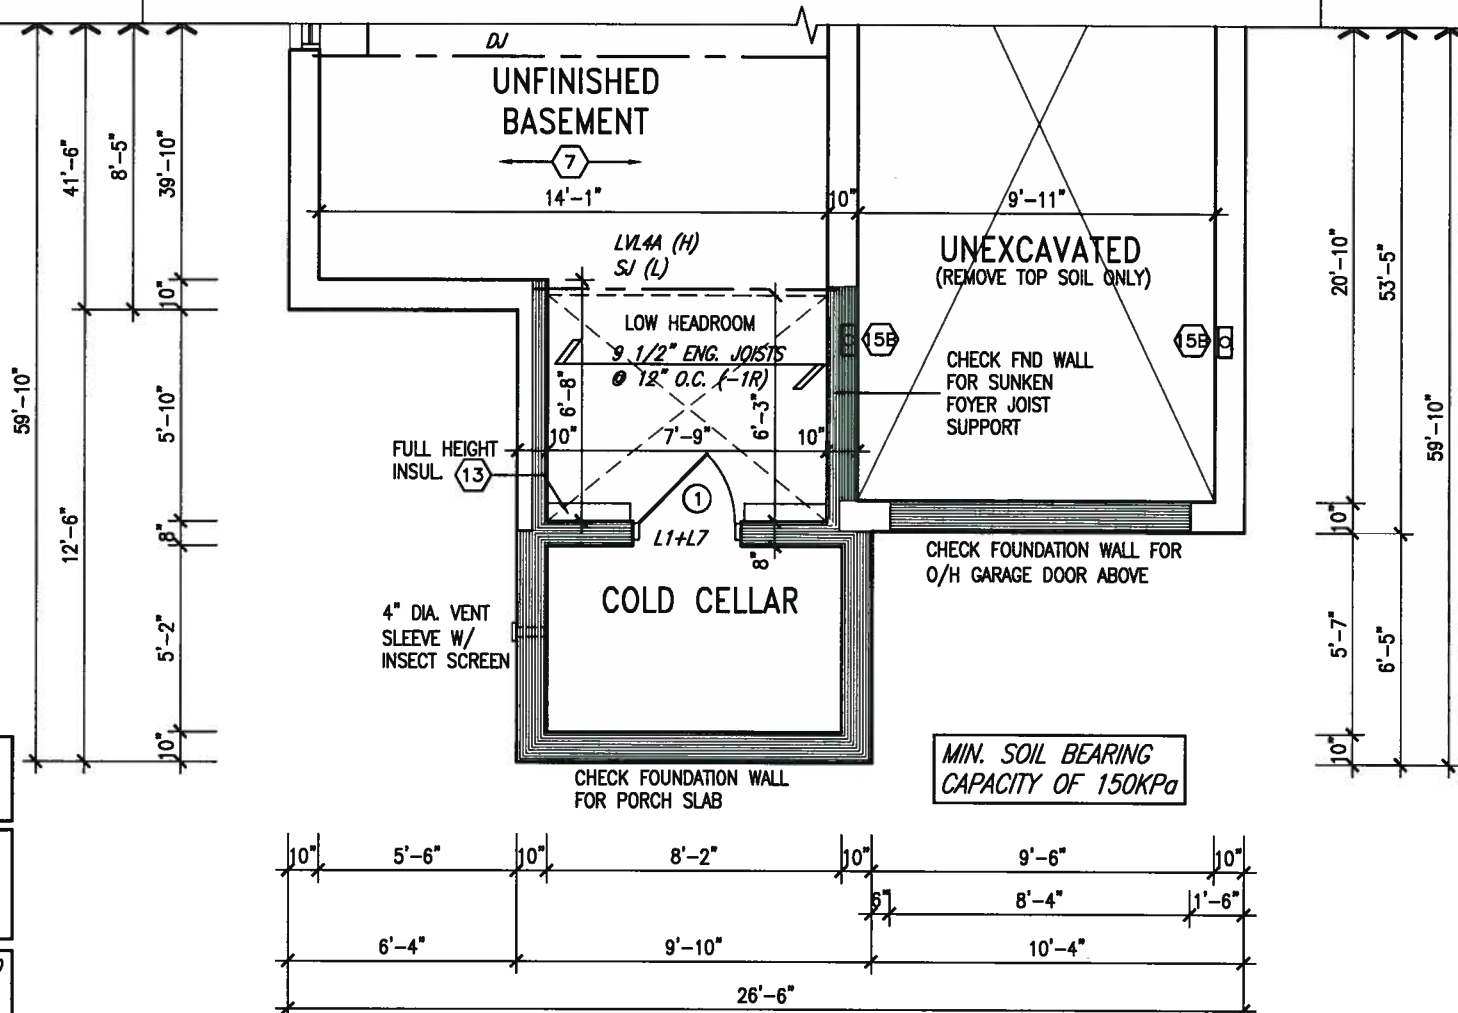 DJ
UNFINISHED
BASEMENT
7
14'-1"
10"
9'-11"
LVL4A (H)
SJ (L)
UNEXCAVATED
(REMOVE TOP SOIL ONLY)
LOW HEADROOM
9 1/2" ENG. JOISTS
@ 12" O.C. (-1R)
15B
15B
CHECK FND WALL
FOR SUNKEN
FOYER JOIST
SUPPORT
6'-8"
6'-3"
10"
7'-9"
10"
FULL HEIGHT
INSUL. 13
1
L1+L7
8"
CHECK FOUNDATION WALL FOR
O/H GARAGE DOOR ABOVE
COLD CELLAR
4" DIA. VENT
SLEEVE W/
INSECT SCREEN
MIN. SOIL BEARING
CAPACITY OF 150KPa
CHECK FOUNDATION WALL
FOR PORCH SLAB
59'-10"
41'-6"
12'-6"
8'-5"
39'-10"
10"
5'-10"
8"
5'-2"
10"
20'-10"
10"
5'-7"
10"
53'-5"
6'-5"
59'-10"
10"
5'-6"
10"
8'-2"
10"
9'-6"
10"
6"
8'-4"
1'-6"
6'-4"
9'-10"
10'-4"
26'-6"